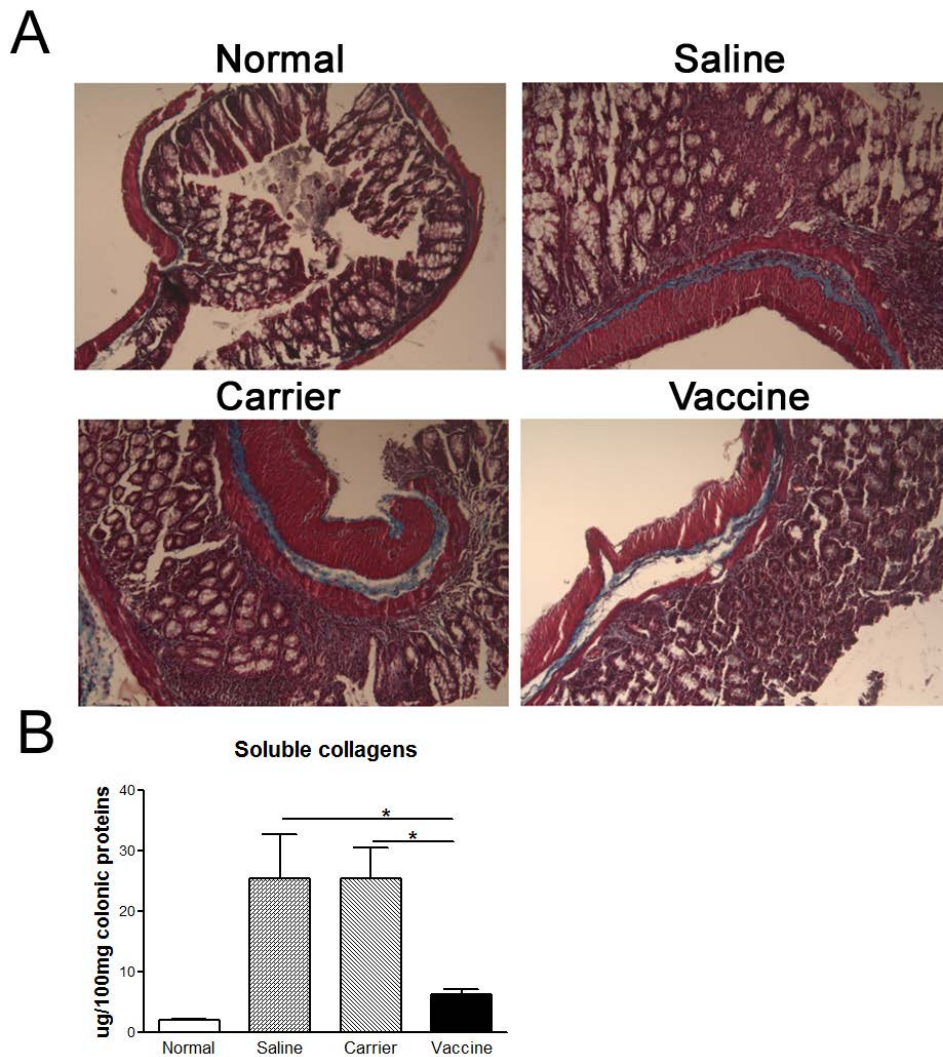 A
Normal
Saline
Carrier
Vaccine
B
Soluble collagens
ug/100mg colonic proteins
40
30
20
10
0
*
*
Normal
Saline
Carrier
Vaccine